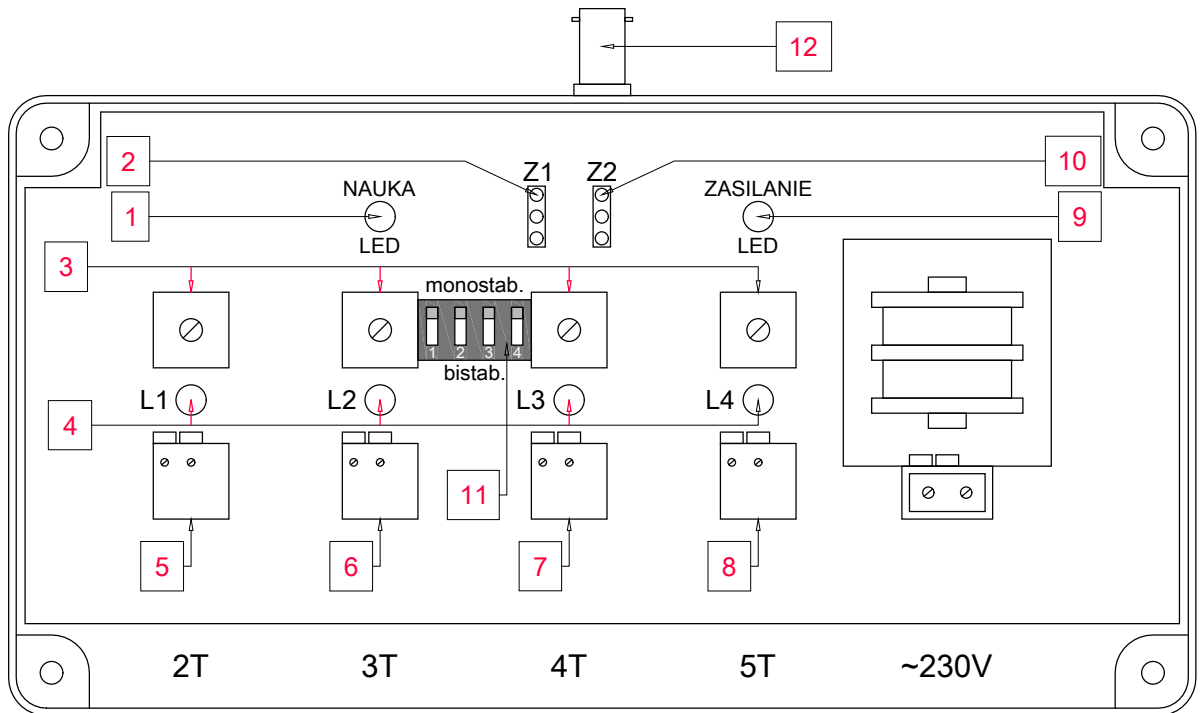 12
2 Z1 Z2 10
NAUKA ZASILANIE
1 9
LED LED
3
monostab.
1 2 3 4
bistab.
L1 L2 L3 L4
4
11
5 6 7 8
2T 3T 4T 5T ~230V